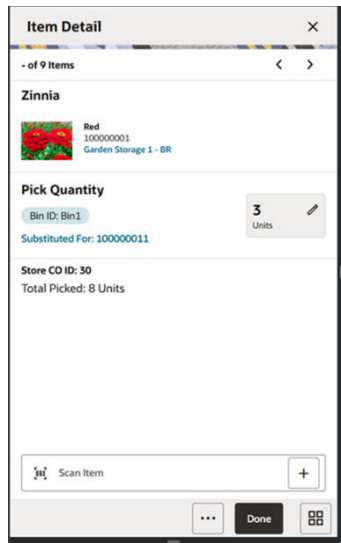 Item Detail
- of 9 Items
Zinnia
Red
100000001
Garden Storage 1 - BR
Pick Quantity
Bin ID: Bin1
3
Units
Substituted For: 100000011
Store CO ID: 30
Total Picked: 8 Units
Scan Item
Done